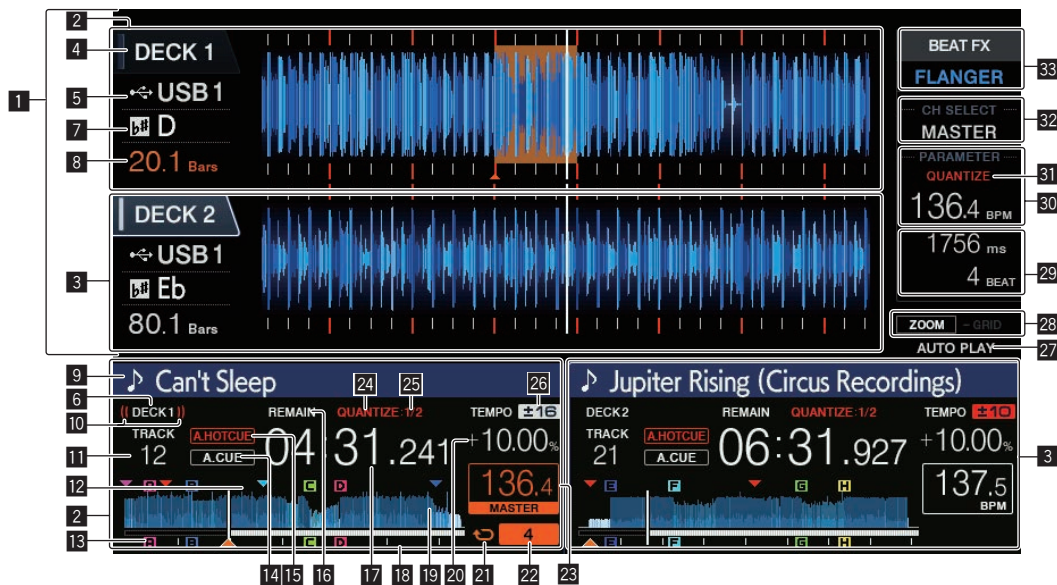 1
2
4
DECK 1
5
USB 1
7
D
8
20.1 Bars
DECK 2
USB 1
3
Eb
80.1 Bars
BEAT FX
FLANGER
33
CH SELECT
MASTER
32
PARAMETER
QUANTIZE
31
136.4 BPM
30
1756 ms
4 BEAT
29
ZOOM - GRID
28
AUTO PLAY
27
9
♪ Can't Sleep
6
24
25
26
DECK1
REMAIN
QUANTIZE:1/2
TEMPO ±16
10
TRACK
A.HOTCUE
11
12
A.CUE
04:31.241
+10.00%
12
A
B
C
D
136.4
MASTER
2
13
A
B
C
D
4
14
15
16
17
18
19
20
21
22
23
♪ Jupiter Rising (Circus Recordings)
DECK2
REMAIN
QUANTIZE:1/2
TEMPO ±10
TRACK
A.HOTCUE
21
A.CUE
06:31.927
+10.00%
3
E
F
G
H
137.5
BPM
E
F
G
H